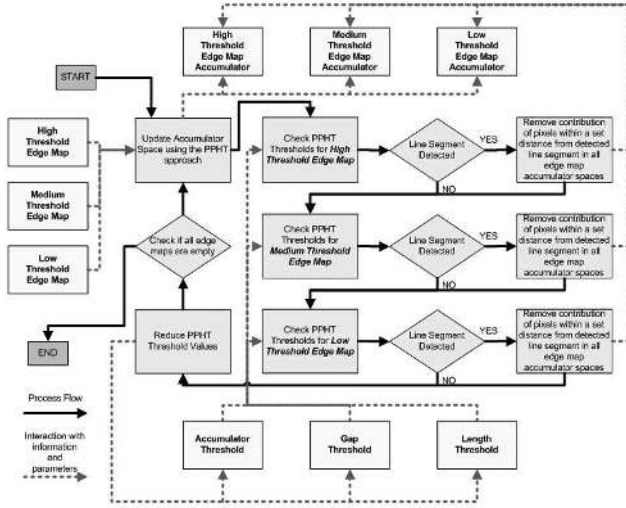 High
Threshold
Edge Map
Accumulator
Medium
Threshold
Edge Map
Accumulator
Low
Threshold
Edge Map
Accumulator
START
High
Threshold
Edge Map
Medium
Threshold
Edge Map
Low
Threshold
Edge Map
Update Accumulator
Space using the PPHT
approach
Check if all edge
maps are empty
Reduce PPHT
Threshold Values
END
Check PPHT
Thresholds for High
Threshold Edge Map
Line Segment
Detected
YES
NO
Remove contribution
of pixels within a set
distance from detected
line segment in all
edge map
accumulator spaces
Check PPHT
Thresholds for
Medium Threshold
Edge Map
Line Segment
Detected
YES
NO
Remove contribution
of pixels within a set
distance from detected
line segment in all
edge map
accumulator spaces
Check PPHT
Thresholds for Low
Threshold Edge Map
Line Segment
Detected
YES
NO
Remove contribution
of pixels within a set
distance from detected
line segment in all
edge map
accumulator spaces
Process Flow
Interaction with
information
and
parameters
Accumulator
Threshold
Gap
Threshold
Length
Threshold